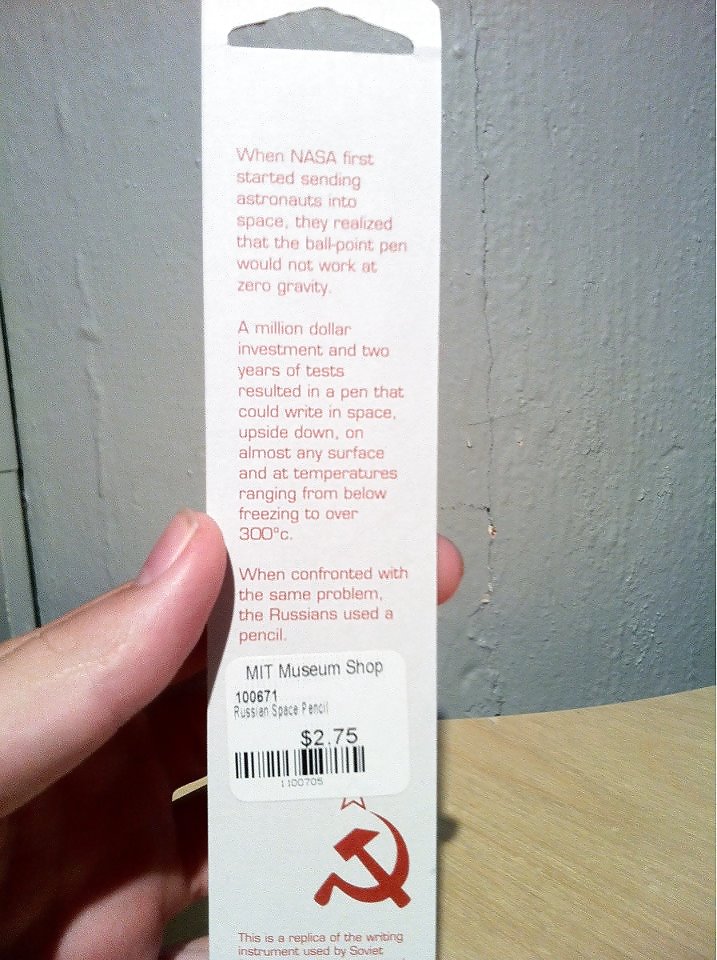 When NASA first
started sending
astronauts into
space, they realized
that the ball-point pen
would not work at
zero gravity.
A million dollar
investment and two
years of tests
resulted in a pen that
could write in space,
upside down, on
almost any surface
and at temperatures
ranging from below
freezing to over
300°c.
When confronted with
the same problem,
the Russians used a
pencil.
MIT Museum Shop
100671
Russian Space Pencil
$2.75
1100705
This is a replica of the writing
instrument used by Soviet